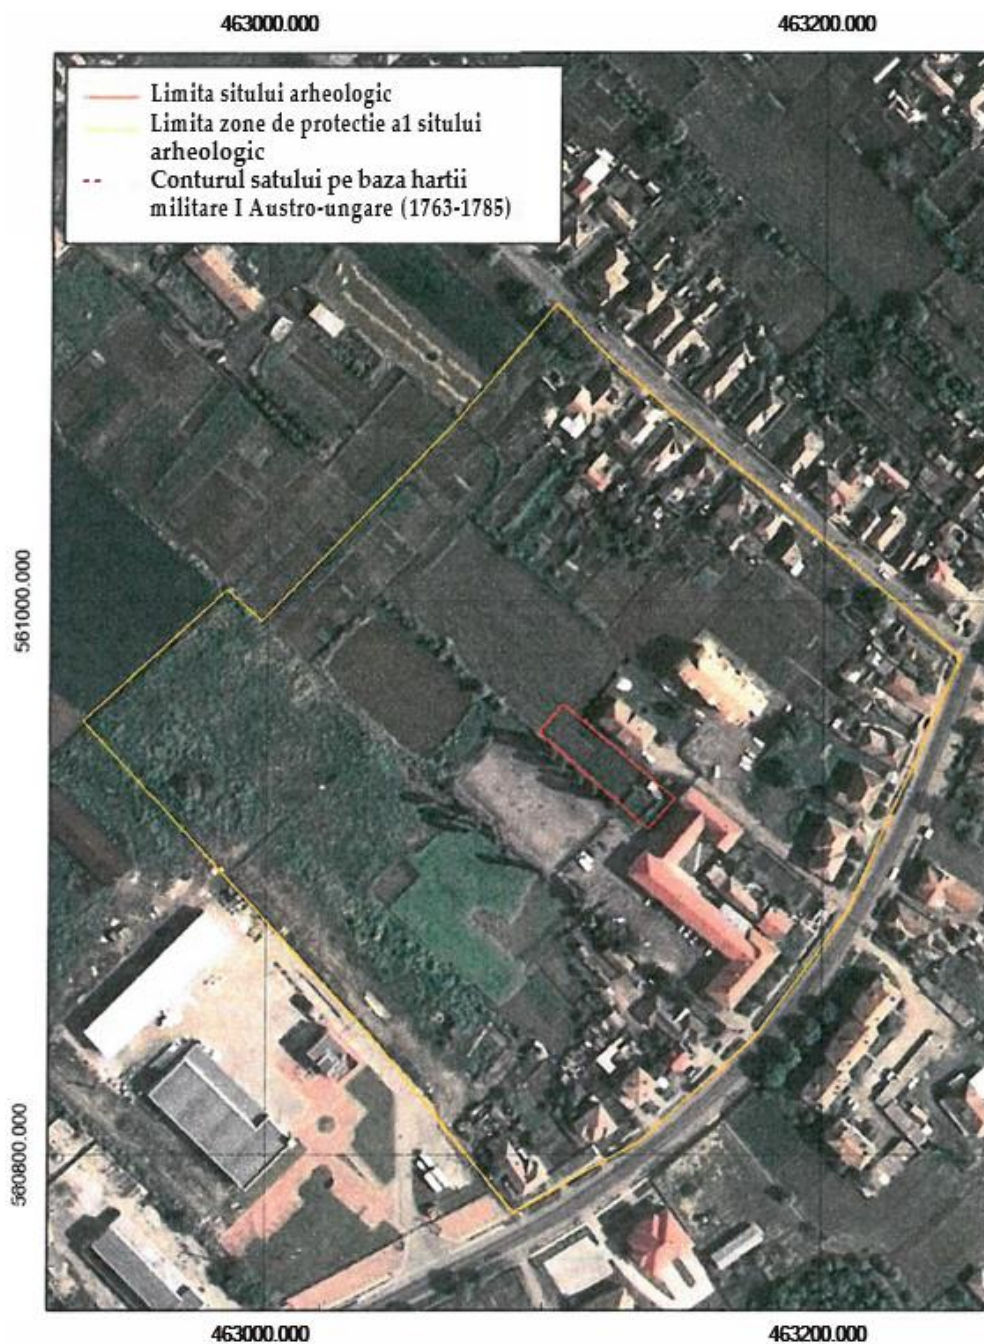 463000.000 463200.000
Limita sitului arheologic
Limita zone de protectie a1 sitului
arheologic
Conturul satului pe baza hartii
militare I Austro-ungare (1763-1785)
561000.000
580800.000
463000.000 463200.000